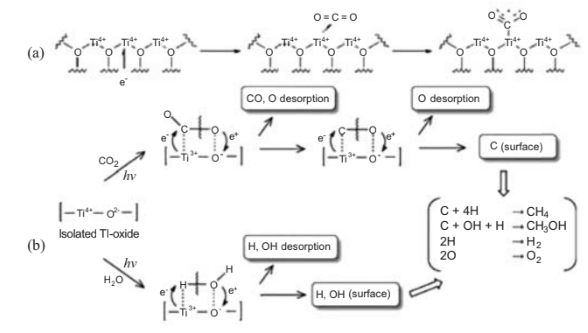 O=C=O
O C O
(a) Ti⁴⁺ Ti⁴⁺ Ti⁴⁺ Ti⁴⁺ Ti⁴⁺ Ti⁴⁺ Ti⁴⁺ Ti⁴⁺ Ti⁴⁺
O O O O O O O O O O O O
e⁻
CO, O desorption
O desorption
O C O
C O
e⁻ e⁺
e⁻ e⁺
[—Ti³⁺—O⁻—]
[—Ti³⁺—O⁻—]
C (surface)
CO₂
hν
[—Ti⁴⁺—O²⁻—]
Isolated TI-oxide
C + 4H →CH₄
C + OH + H →CH₃OH
2H →H₂
2O →O₂
(b)
H, OH desorption
hν
H₂O
H O H
e⁻ e⁺
[—Ti³⁺—O⁻—]
H, OH (surface)